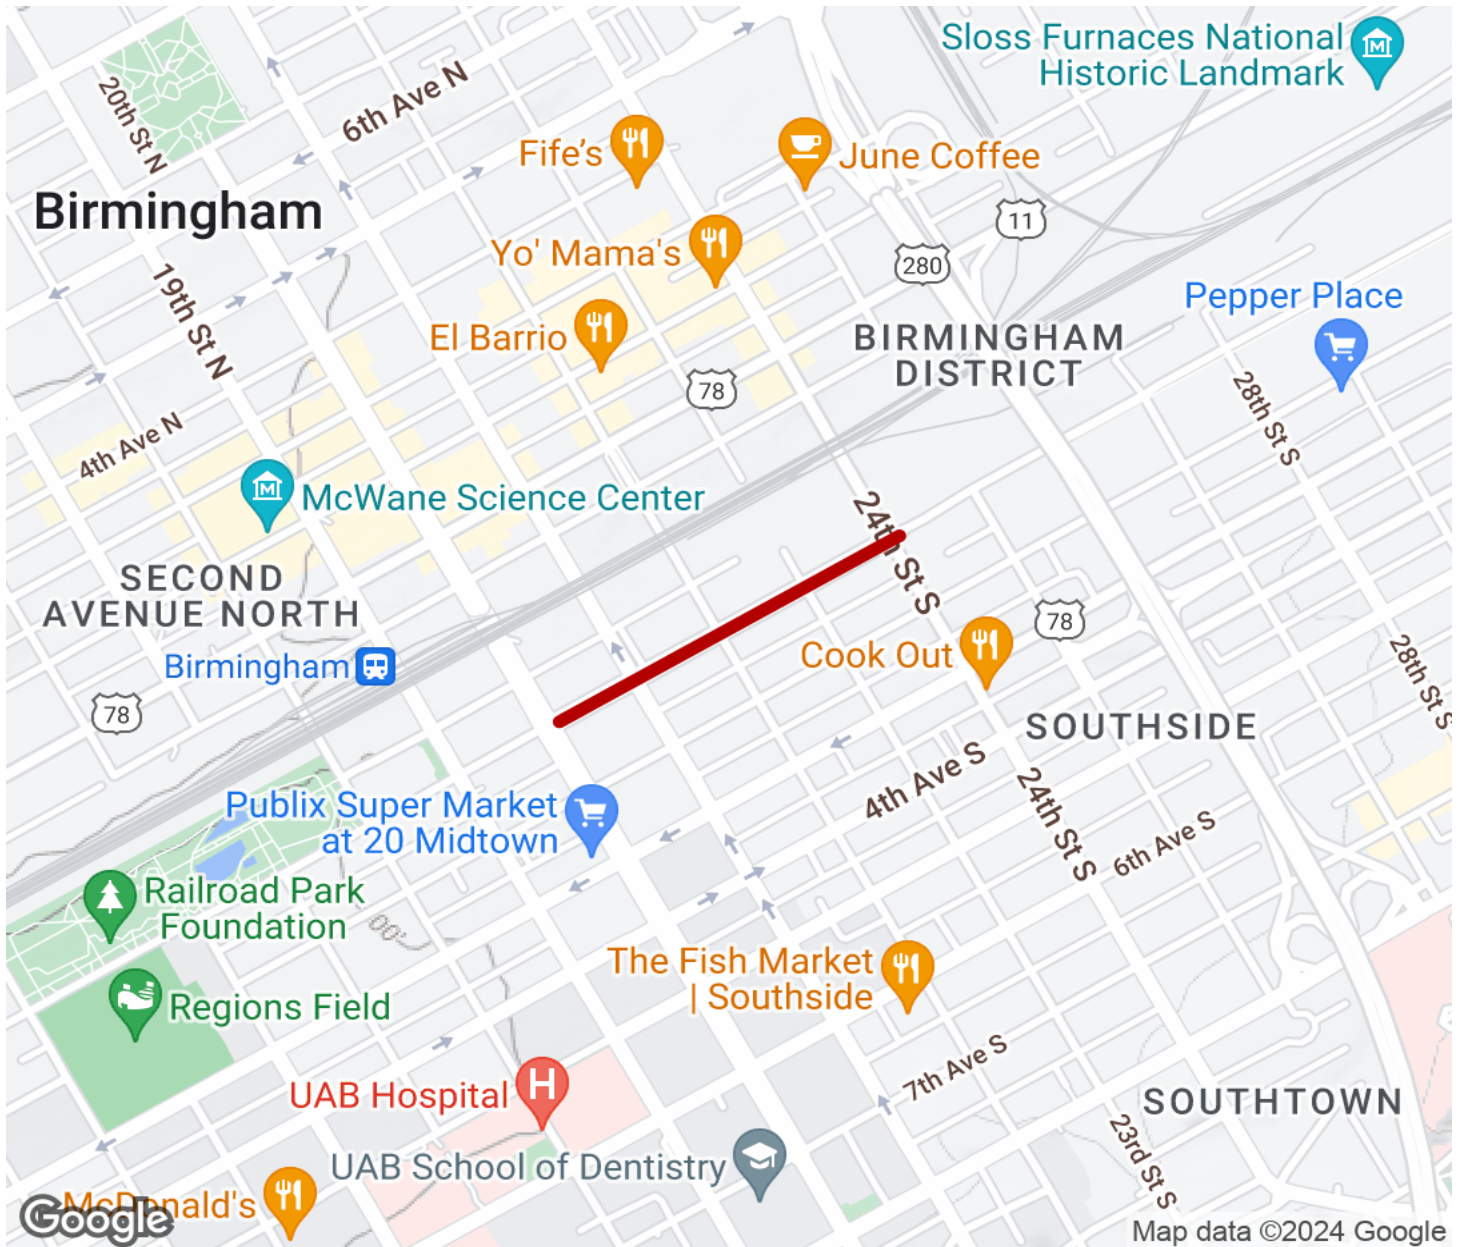 Sloss Furnaces National
Historic Landmark
20th St N
6th Ave N
Fife's
June Coffee
Birmingham
11
Yo' Mama's
280
19th St N
Pepper Place
El Barrio
BIRMINGHAM
DISTRICT
78
28th St S
4th Ave N
McWane Science Center
24th St S
SECOND
AVENUE NORTH
78
Birmingham
Cook Out
28th St S
78
SOUTHSIDE
4th Ave S
24th St S
Publix Super Market
at 20 Midtown
6th Ave S
Railroad Park
Foundation
00'
The Fish Market
| Southside
Regions Field
7th Ave S
UAB Hospital
H
SOUTHTOWN
23rd St S
UAB School of Dentistry
McDonald's
Google
Map data ©2024 Google